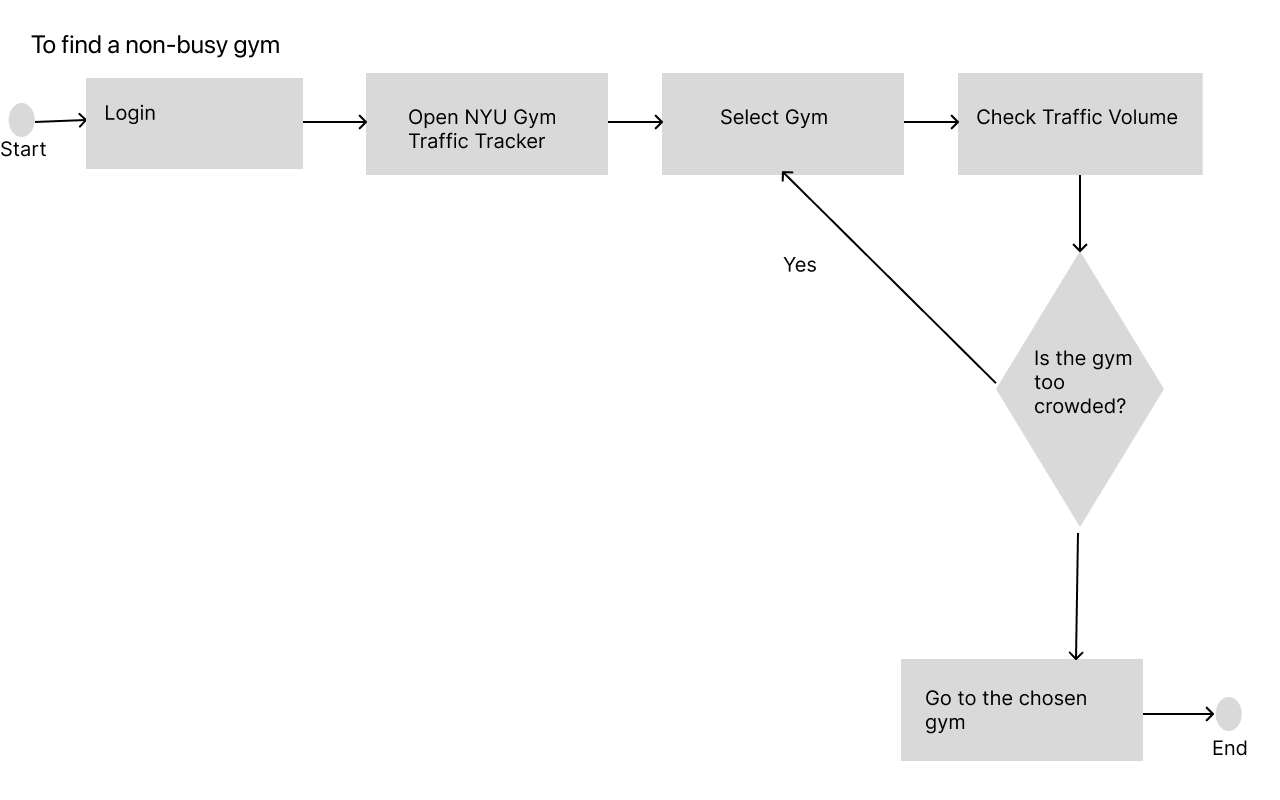 To find a non-busy gym
Start
Login
Open NYU Gym
Traffic Tracker
Select Gym
Check Traffic Volume
Yes
Is the gym
too
crowded?
Go to the chosen
gym
End